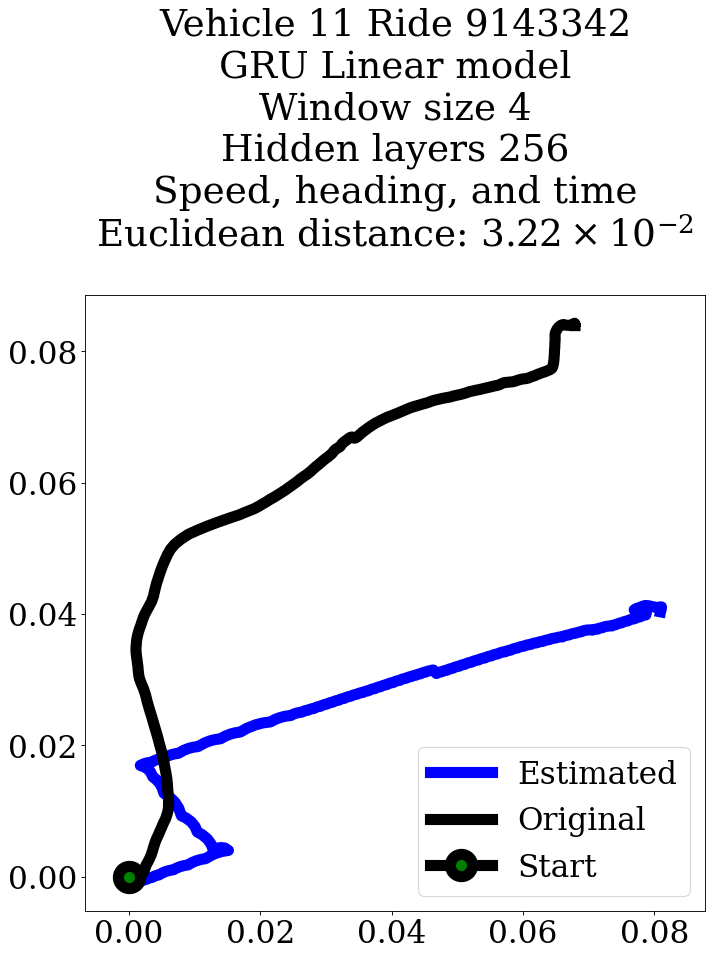 Vehicle 11 Ride 9143342
GRU Linear model
Window size 4
Hidden layers 256
Speed, heading, and time
Euclidean distance: 3.22 × 10⁻²
0.08
0.06
0.04
0.02
0.00
Estimated
Original
Start
0.00 0.02 0.04 0.06 0.08